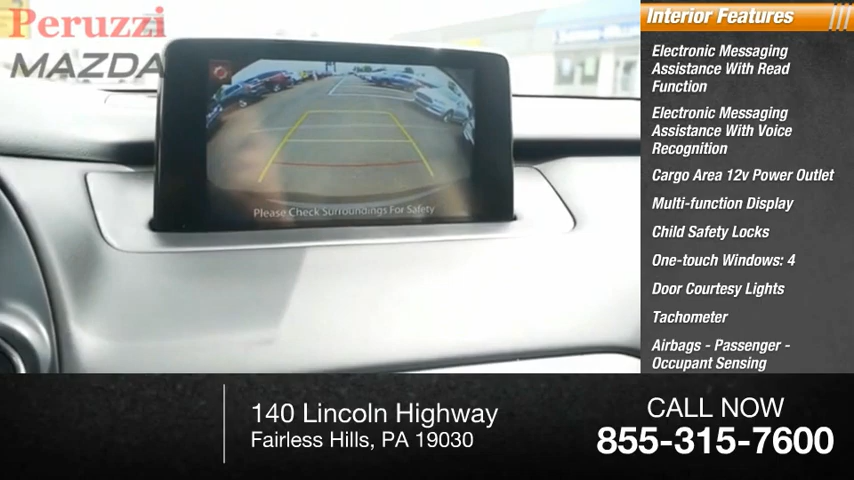 Peruzzi
MAZDA
Please Check Surroundings For Safety
Interior Features
Electronic Messaging
Assistance With Read
Function
Electronic Messaging
Assistance With Voice
Recognition
Cargo Area 12v Power Outlet
Multi-function Display
Child Safety Locks
One-touch Windows: 4
Door Courtesy Lights
Tachometer
Airbags - Passenger -
Occupant Sensing
140 Lincoln Highway
Fairless Hills, PA 19030
CALL NOW
855-315-7600